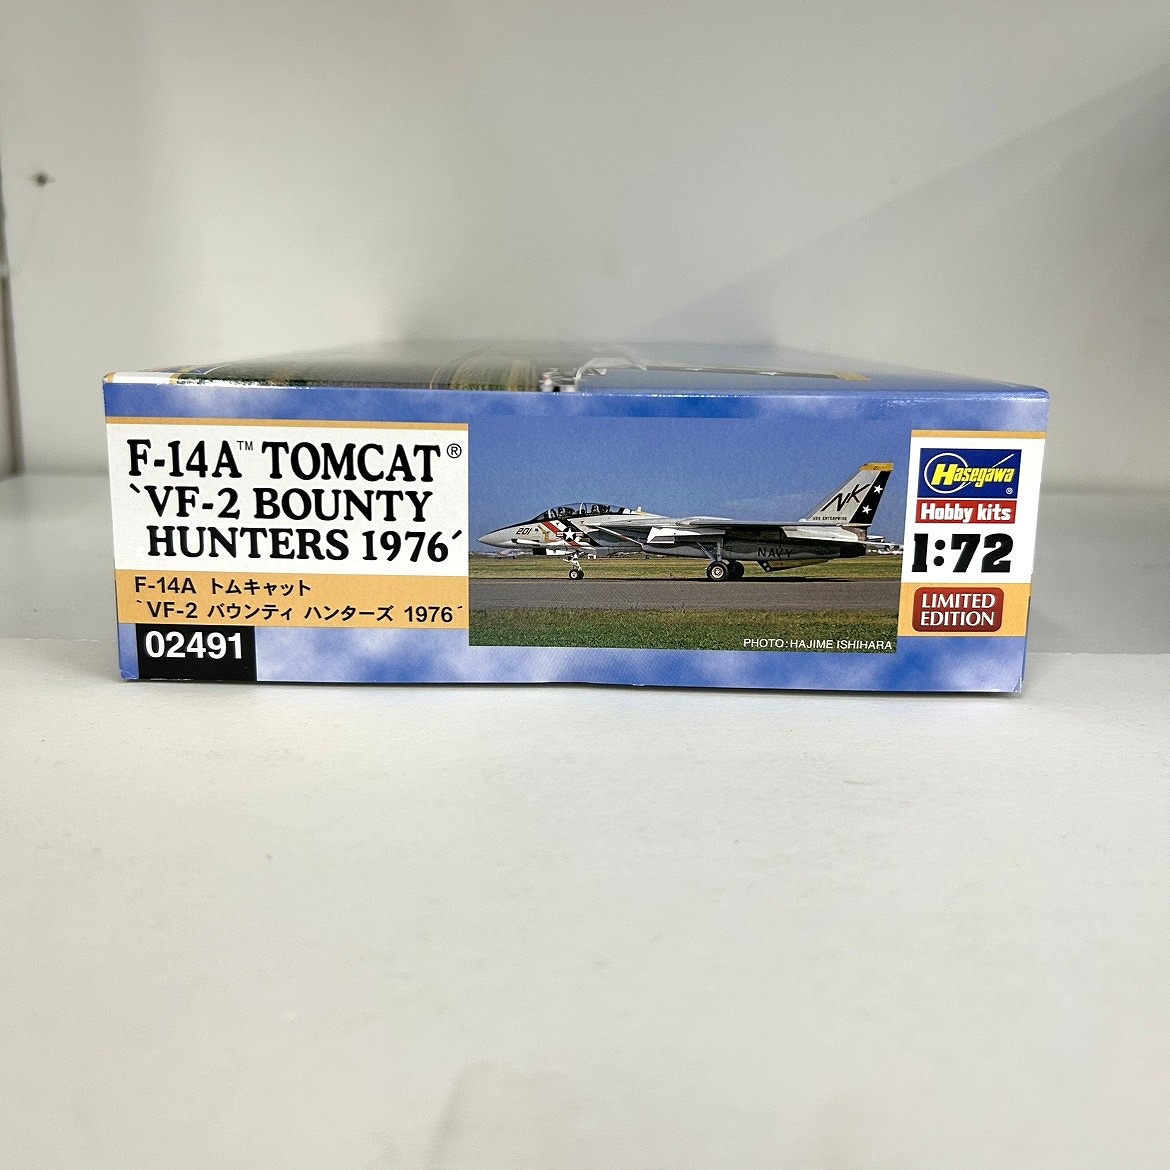 F-14A™ TOMCAT®
`VF-2 BOUNTY
HUNTERS 1976´
F-14A トムキャット
`VF-2 バウンティ ハンターズ 1976´
02491
201
NAVY
NK
USS ENTERPRISE
PHOTO:HAJIME ISHIHARA
Hasegawa®
Hobby kits
1:72
LIMITED
EDITION